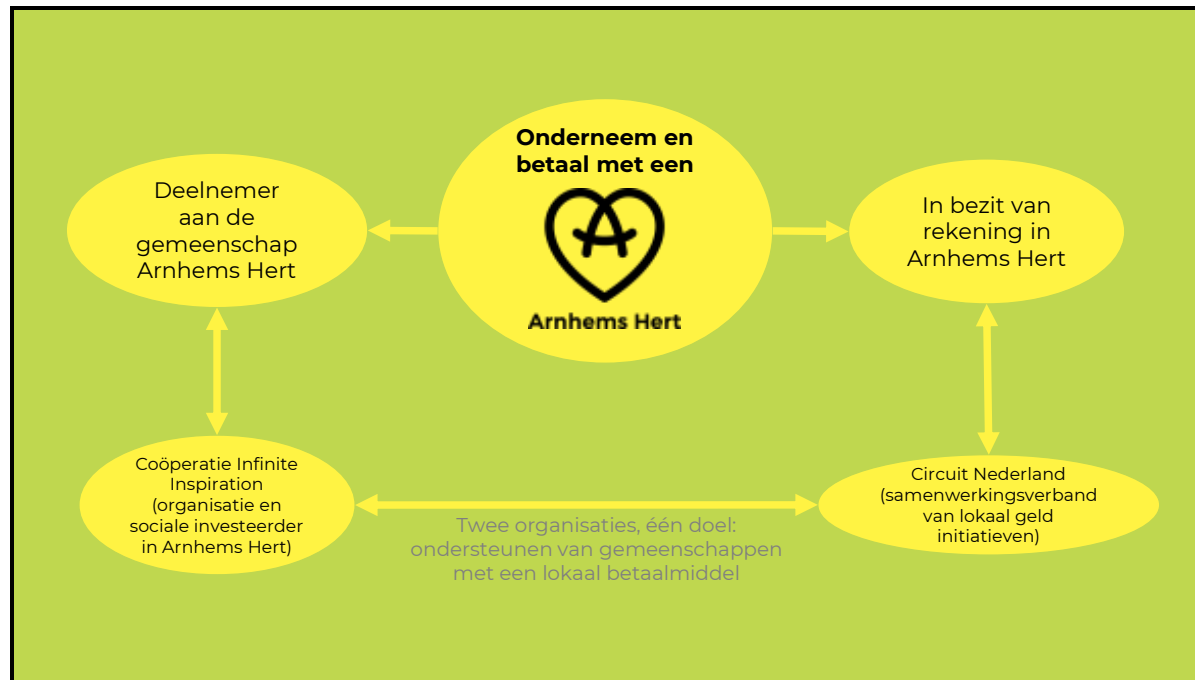 Onderneem en
betaal met een
Arnhems Hert
Deelnemer
aan de
gemeenschap
Arnhems Hert
In bezit van
rekening in
Arnhems Hert
Coöperatie Infinite
Inspiration
(organisatie en
sociale investeerder
in Arnhems Hert)
Twee organisaties, één doel:
ondersteunen van gemeenschappen
met een lokaal betaalmiddel
Circuit Nederland
(samenwerkingsverband
van lokaal geld
initiatieven)